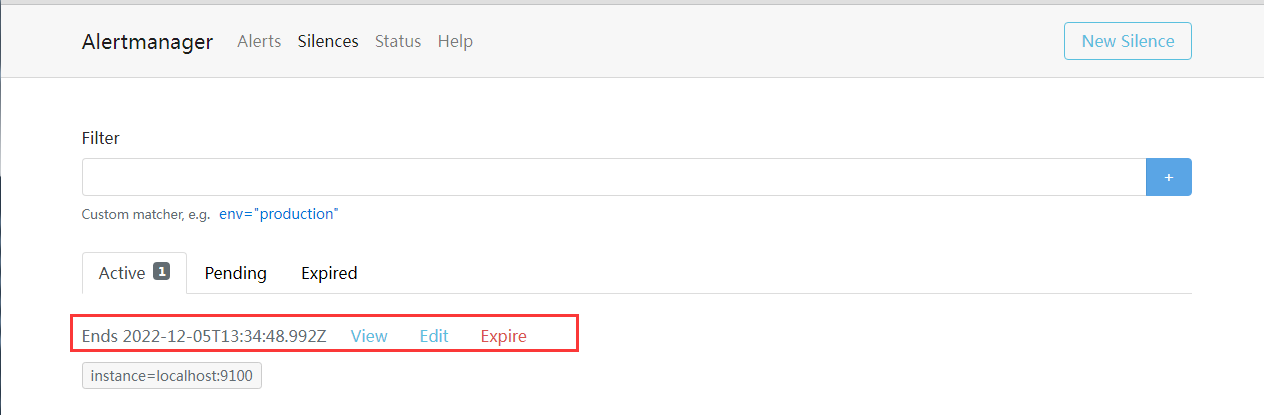 Alertmanager Alerts Silences Status Help New Silence
Filter
+
Custom matcher, e.g. env="production"
Active 1 Pending Expired
Ends 2022-12-05T13:34:48.992Z View Edit Expire
instance=localhost:9100